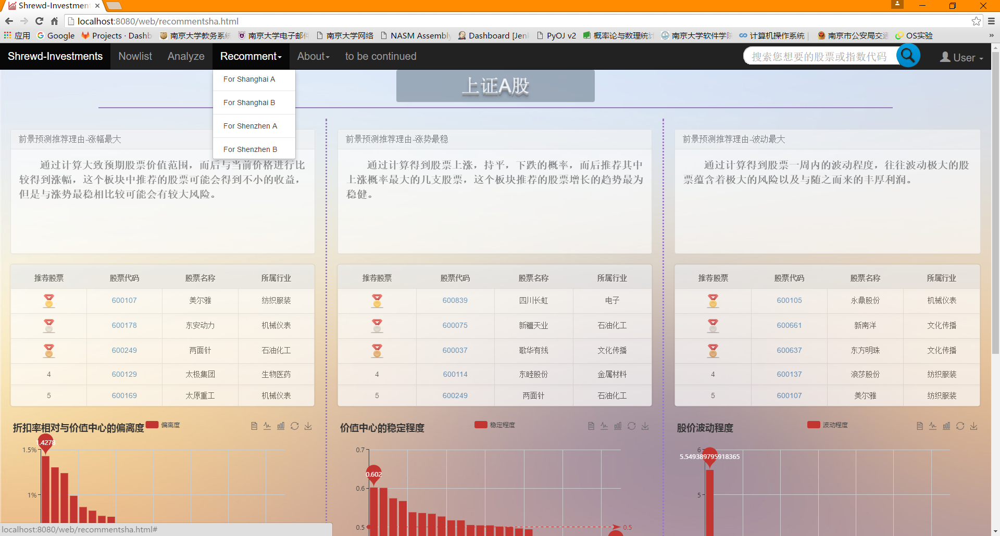 Shrewd-Investment
localhost:8080/web/recommentsha.html
应用 Google Projects · Dashb 南京大学教务系统 南京大学电子邮件 南京大学网络 NASM Assembly Dashboard [Jen PyOJ v2 概率论与数理统计 南京大学软件学院 计算机操作系统 | 南京市公安局交通 OS实验 »
Shrewd-Investments Nowlist Analyze Recomment About to be continued 搜索您想要的股票或指数代码 User
For Shanghai A
For Shanghai B
For Shenzhen A
For Shenzhen B
上证A股
前景预测推荐理由-涨幅最大
通过计算大致预期股票价值范围，而后与当前价格进行比
较得到涨幅，这个板块中推荐的股票可能会得到不小的收益，
但是与涨势最稳相比较可能会有较大风险。
前景预测推荐理由-涨势最稳
通过计算得到股票上涨，持平，下跌的概率，而后推荐其中
上涨概率最大的几支股票，这个板块推荐的股票增长的趋势最为
稳健。
前景预测推荐理由-波动最大
通过计算得到股票一周内的波动程度，往往波动极大的股
票蕴含着极大的风险以及与随之而来的丰厚利润。
推荐股票 股票代码 股票名称 所属行业
600107 美尔雅 纺织服装
600178 东安动力 机械仪表
600249 两面针 石油化工
4 600129 太极集团 生物医药
5 600169 太原重工 机械仪表
推荐股票 股票代码 股票名称 所属行业
600839 四川长虹 电子
600075 新疆天业 石油化工
600037 歌华有线 文化传播
4 600114 东睦股份 金属材料
5 600249 两面针 石油化工
推荐股票 股票代码 股票名称 所属行业
600105 永鼎股份 机械仪表
600661 新南洋 文化传播
600637 东方明珠 文化传播
4 600137 浪莎股份 纺织服装
5 600107 美尔雅 纺织服装
折扣率相对与价值中心的偏离度 偏离度
1.4278
1.5%
1%
价值中心的稳定程度 稳定程度
0.7
0.602
0.6
0.5 0.5
股价波动程度 波动程度
6
5.549389795918365
5
localhost:8080/web/recommentsha.html#